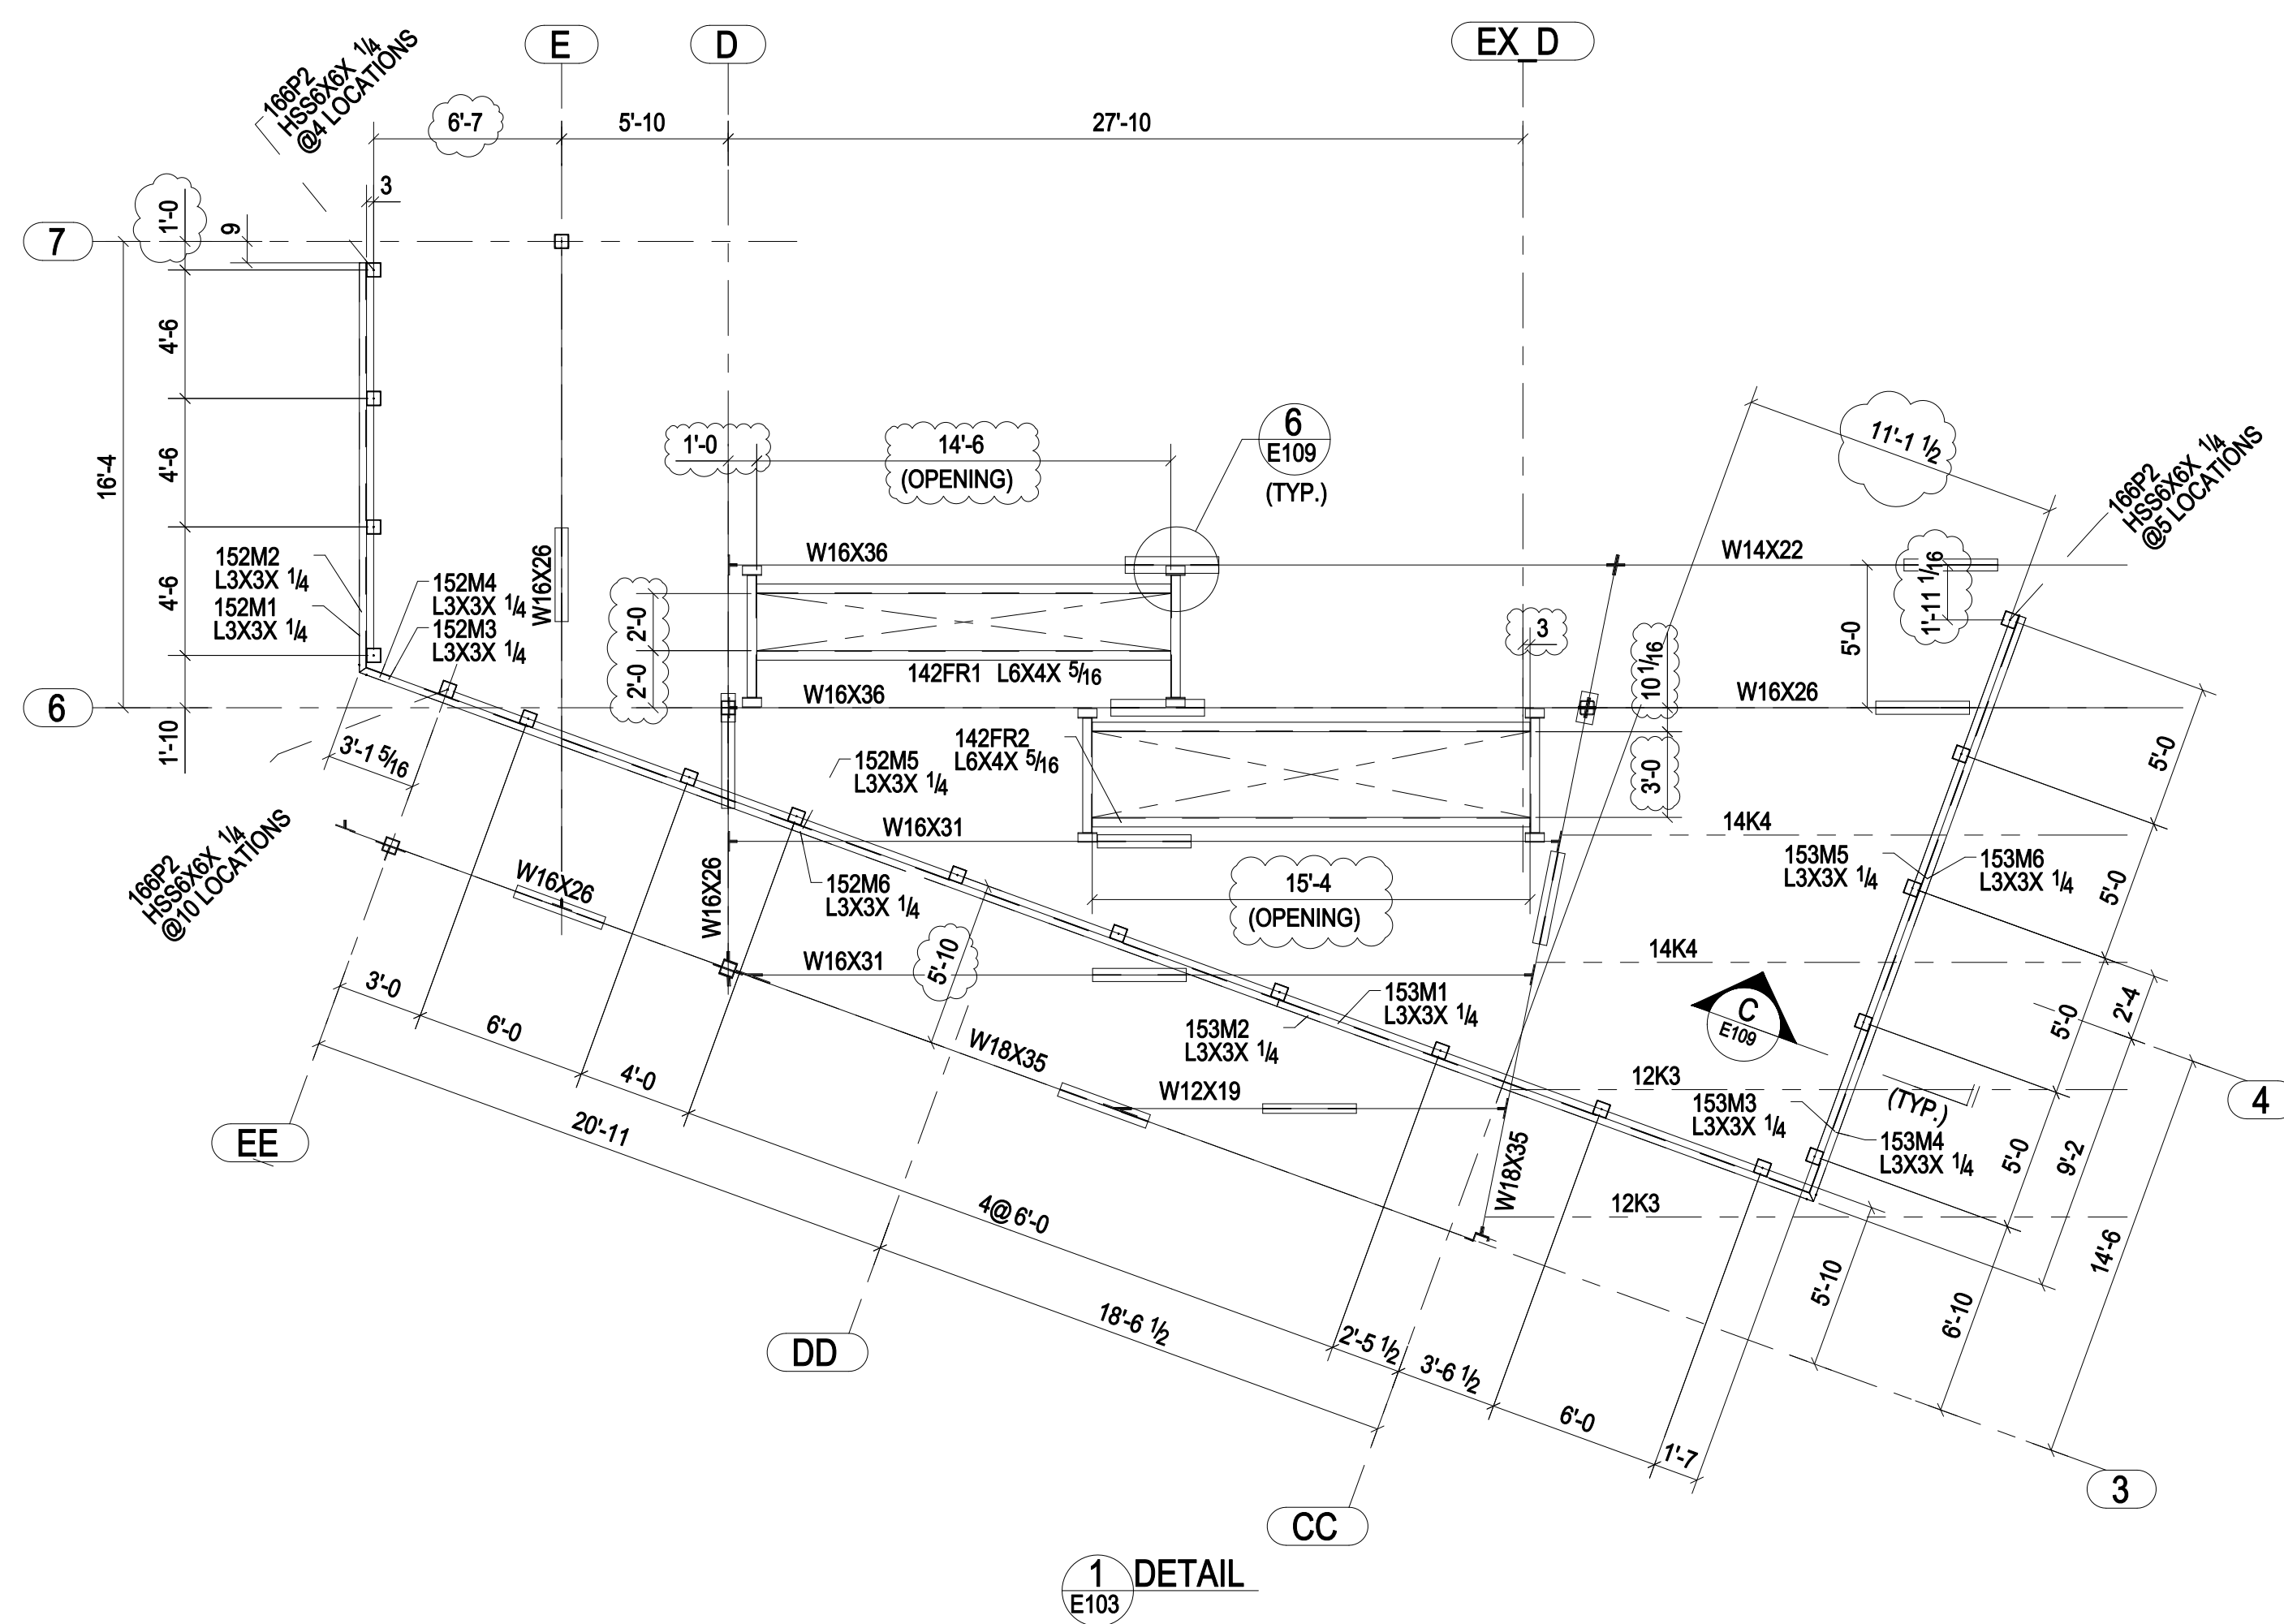 E
D
EX D
166P2
HSS6X6X 1/4
@4 LOCATIONS
6'-7
5'-10
27'-10
3
1'-0
9
7
4'-6
4'-6
4'-6
16'-4
11'-1 1/2
166P2
HSS6X6X 1/4
@5 LOCATIONS
1'-0
14'-6
(OPENING)
6
E109
(TYP.)
W16X36
W14X22
1'-11 1/16
5'-0
152M2
L3X3X 1/4
152M1
L3X3X 1/4
152M4
L3X3X 1/4
152M3
L3X3X 1/4
W16X26
2'-0
2'-0
142FR1 L6X4X 5/16
3
10 1/16
6
W16X36
W16X26
1'-10
3'-1 5/16
152M5
L3X3X 1/4
142FR2
L6X4X 5/16
3'-0
5'-0
166P2
HSS6X6X 1/4
@10 LOCATIONS
W16X26
W16X31
14K4
153M5
L3X3X 1/4
153M6
L3X3X 1/4
5'-0
152M6
L3X3X 1/4
15'-4
(OPENING)
W16X26
W16X31
5'-10
14K4
C
E109
3'-0
6'-0
4'-0
20'-11
153M1
L3X3X 1/4
153M2
L3X3X 1/4
W18X35
W12X19
12K3
(TYP.)
153M3
L3X3X 1/4
153M4
L3X3X 1/4
5'-0
2'-4
4
5'-0
9'-2
EE
4@6'-0
W18X35
12K3
14'-6
5'-10
6'-10
18'-6 1/2
DD
2'-5 1/2
3'-6 1/2
6'-0
1'-7
3
CC
1
E103
DETAIL